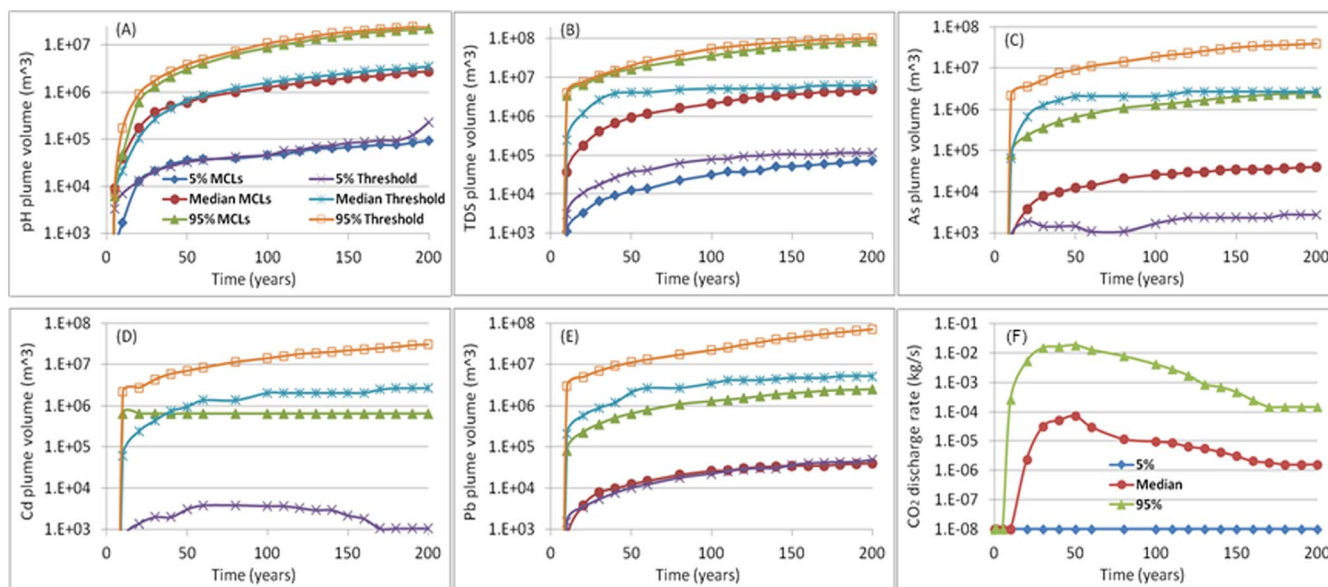 (A)
pH plume volume (m^3)
1.E+07
1.E+06
1.E+05
1.E+04
1.E+03
5% MCLs
5% Threshold
Median MCLs
Median Threshold
95% MCLs
95% Threshold
0 50 100 150 200
Time (years)
(B)
TDS plume volume (m^3)
1.E+08
1.E+07
1.E+06
1.E+05
1.E+04
1.E+03
0 50 100 150 200
Time (years)
(C)
As plume volume (m^3)
1.E+08
1.E+07
1.E+06
1.E+05
1.E+04
1.E+03
0 50 100 150 200
Time (years)
(D)
Cd plume volume (m^3)
1.E+08
1.E+07
1.E+06
1.E+05
1.E+04
1.E+03
0 50 100 150 200
Time (years)
(E)
Pb plume volume (m^3)
1.E+08
1.E+07
1.E+06
1.E+05
1.E+04
1.E+03
0 50 100 150 200
Time (years)
(F)
CO₂ discharge rate (kg/s)
1.E-01
1.E-02
1.E-03
1.E-04
1.E-05
1.E-06
1.E-07
1.E-08
5%
Median
95%
0 50 100 150 200
Time (years)